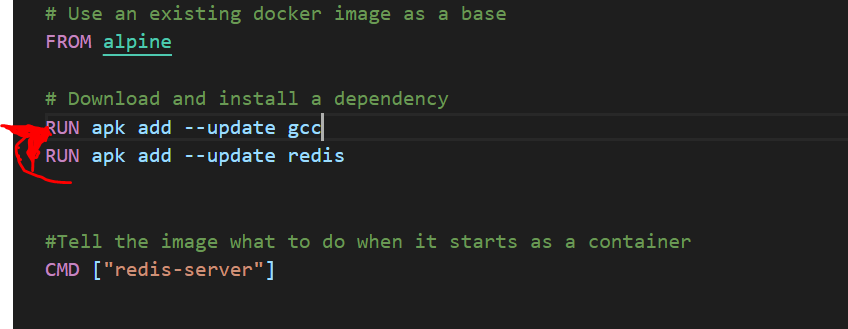 # Use an existing docker image as a base
FROM alpine
# Download and install a dependency
RUN apk add --update gcc
RUN apk add --update redis
#Tell the image what to do when it starts as a container
CMD ["redis-server"]